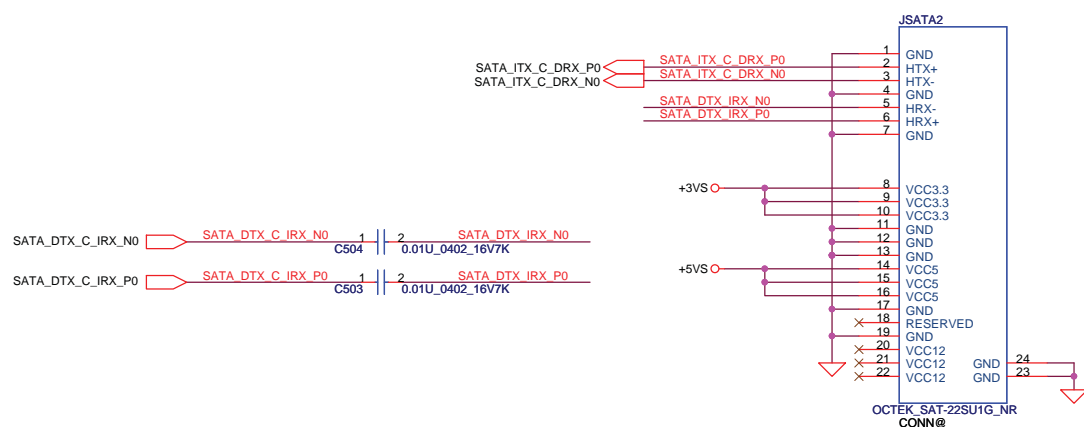 JSATA2
1 GND
SATA_ITX_C_DRX_P0 SATA_ITX_C_DRX_P0 2 HTX+
SATA_ITX_C_DRX_N0 SATA_ITX_C_DRX_N0 3 HTX-
4 GND
SATA_DTX_IRX_N0 5 HRX-
SATA_DTX_IRX_P0 6 HRX+
7 GND
+3VS 8 VCC3.3
9 VCC3.3
10 VCC3.3
11 GND
SATA_DTX_C_IRX_N0 SATA_DTX_C_IRX_N0 1 2 SATA_DTX_IRX_N0 12 GND
C504 0.01U_0402_16V7K 13 GND
+5VS 14 VCC5
SATA_DTX_C_IRX_P0 SATA_DTX_C_IRX_P0 1 2 SATA_DTX_IRX_P0 15 VCC5
C503 0.01U_0402_16V7K 16 VCC5
17 GND
18 RESERVED
19 GND
20 VCC12
21 VCC12 GND 24
22 VCC12 GND 23
OCTEK_SAT-22SU1G_NR
CONN@